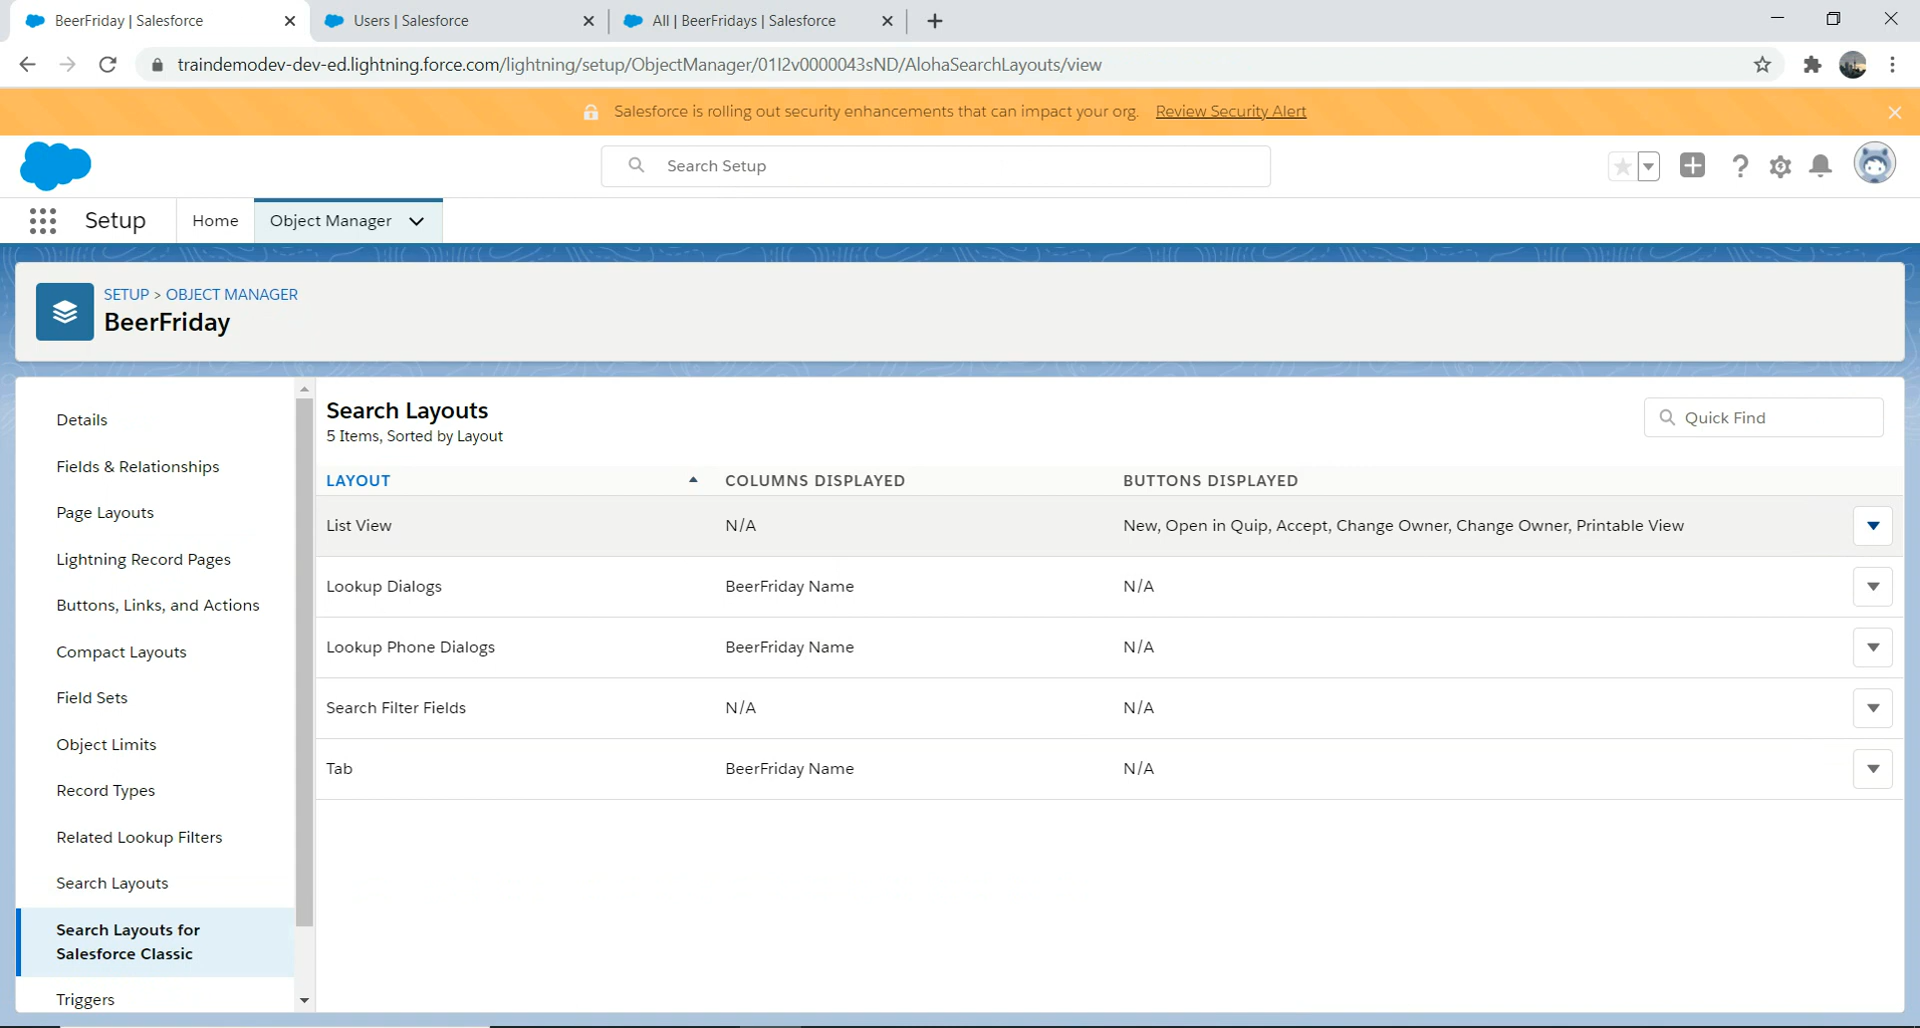 BeerFriday | Salesforce
Users | Salesforce
All | BeerFridays | Salesforce
traindemodev-dev-ed.lightning.force.com/lightning/setup/ObjectManager/01I2v0000043sND/AlohaSearchLayouts/view
Salesforce is rolling out security enhancements that can impact your org. Review Security Alert
Search Setup
Setup
Home
Object Manager
SETUP > OBJECT MANAGER
BeerFriday
Details
Fields & Relationships
Page Layouts
Lightning Record Pages
Buttons, Links, and Actions
Compact Layouts
Field Sets
Object Limits
Record Types
Related Lookup Filters
Search Layouts
Search Layouts for
Salesforce Classic
Triggers
Search Layouts
5 Items, Sorted by Layout
Quick Find
LAYOUT COLUMNS DISPLAYED BUTTONS DISPLAYED
List View N/A New, Open in Quip, Accept, Change Owner, Change Owner, Printable View
Lookup Dialogs BeerFriday Name N/A
Lookup Phone Dialogs BeerFriday Name N/A
Search Filter Fields N/A N/A
Tab BeerFriday Name N/A